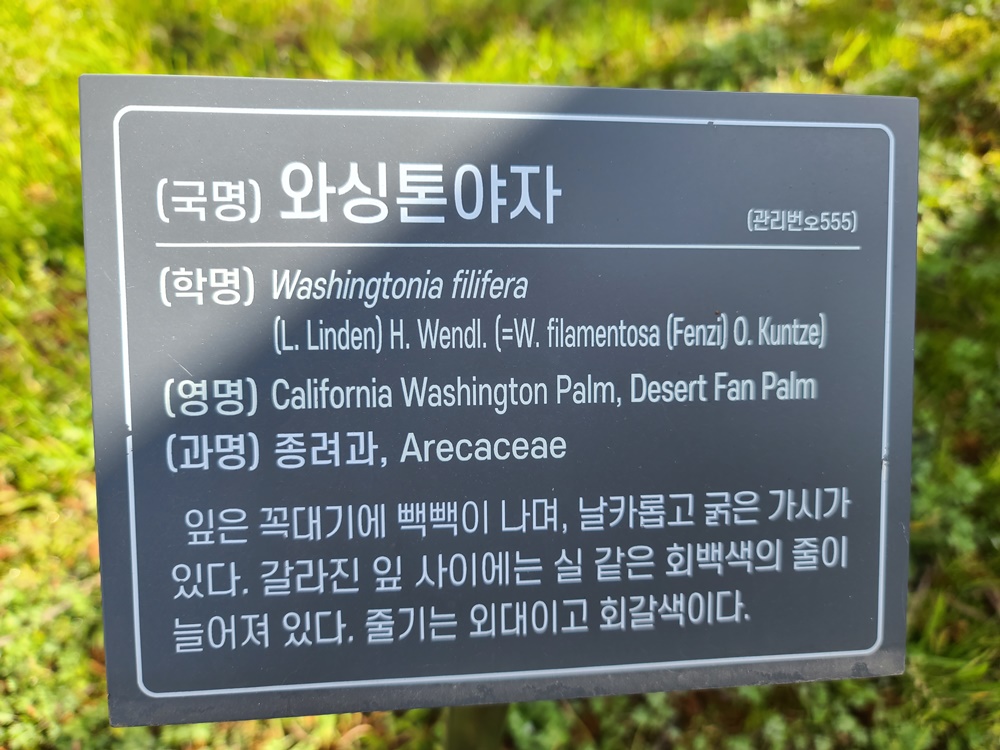 (국명) 와싱톤야자 (관리번호555)
(학명) Washingtonia filifera
(L. Linden) H. Wendl. (=W. filamentosa (Fenzi) O. Kuntze)
(영명) California Washington Palm, Desert Fan Palm
(과명) 종려과, Arecaceae
잎은 꼭대기에 빽빽이 나며, 날카롭고 굵은 가시가
있다. 갈라진 잎 사이에는 실 같은 회백색의 줄이
늘어져 있다. 줄기는 외대이고 회갈색이다.